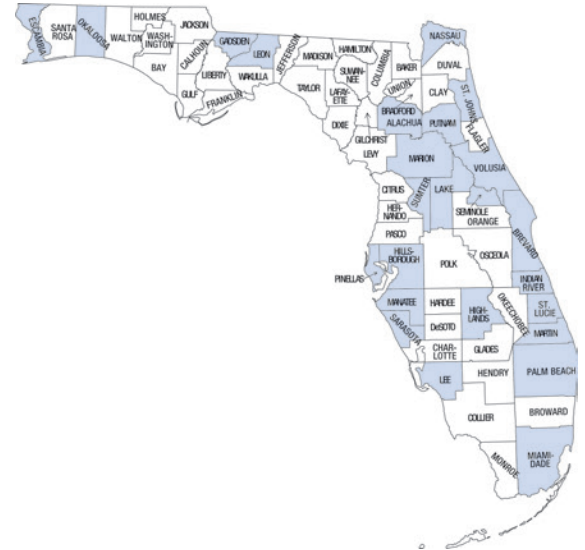 ESCAMBIA
SANTA
ROSA
OKALOOSA
WALTON
HOLMES
WASH-
INGTON
BAY
JACKSON
CALHOUN
GULF
LIBERTY
GADSDEN
FRANKLIN
LEON
WAKULLA
JEFFERSON
MADISON
TAYLOR
HAMILTON
SUWAN-
NEE
LAFA-
YETTE
DIXIE
COLUMBIA
GILCHRIST
LEVY
BAKER
UNION
BRADFORD
ALACHUA
NASSAU
DUVAL
CLAY
ST. JOHNS
PUTNAM
FLAGLER
MARION
VOLUSIA
CITRUS
SUMTER
LAKE
HER-
NANDO
SEMINOLE
ORANGE
PASCO
BREVARD
HILLS-
BOROUGH
PINELLAS
POLK
OSCEOLA
INDIAN
RIVER
MANATEE
HARDEE
HIGH-
LANDS
OKEECHOBEE
ST.
LUCIE
SARASOTA
DeSOTO
MARTIN
CHAR-
LOTTE
GLADES
LEE
HENDRY
PALM BEACH
COLLIER
BROWARD
MONROE
MIAMI-
DADE